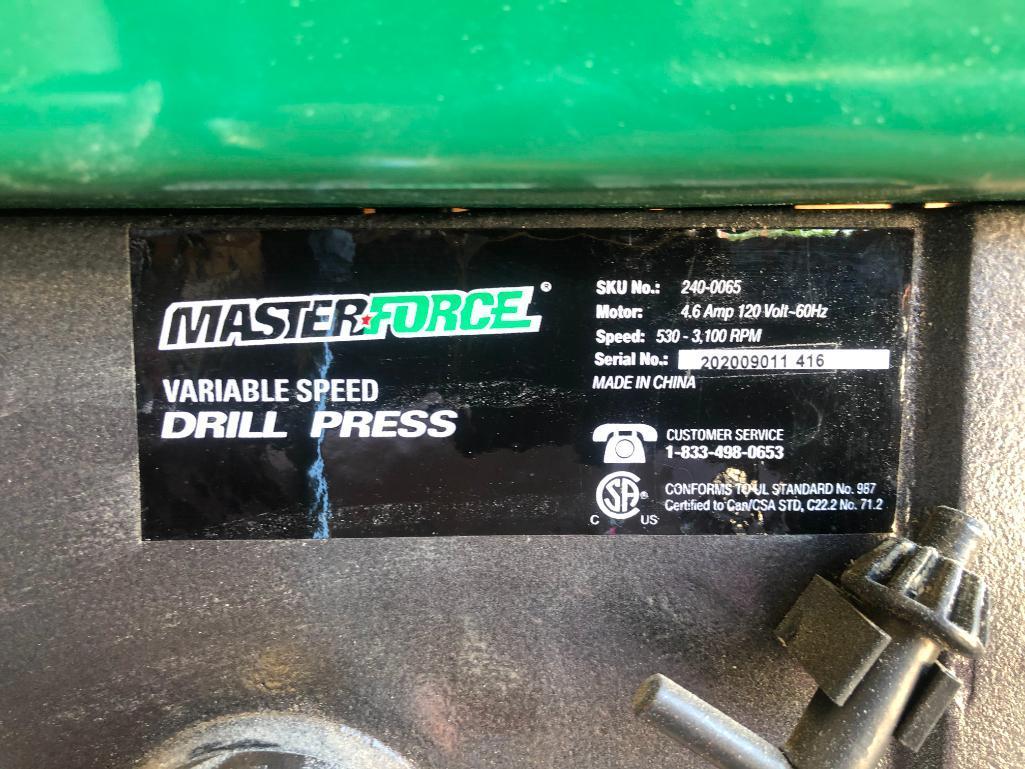 MASTERFORCE®
VARIABLE SPEED
DRILL PRESS
SKU No.: 240-0065
Motor: 4.6 Amp 120 Volt~60Hz
Speed: 530 - 3,100 RPM
Serial No.: 202009011 416
MADE IN CHINA
CUSTOMER SERVICE
1-833-498-0653
CSA®
C US
CONFORMS TO UL STANDARD No. 987
Certified to Can/CSA STD, C22.2 No. 71.2